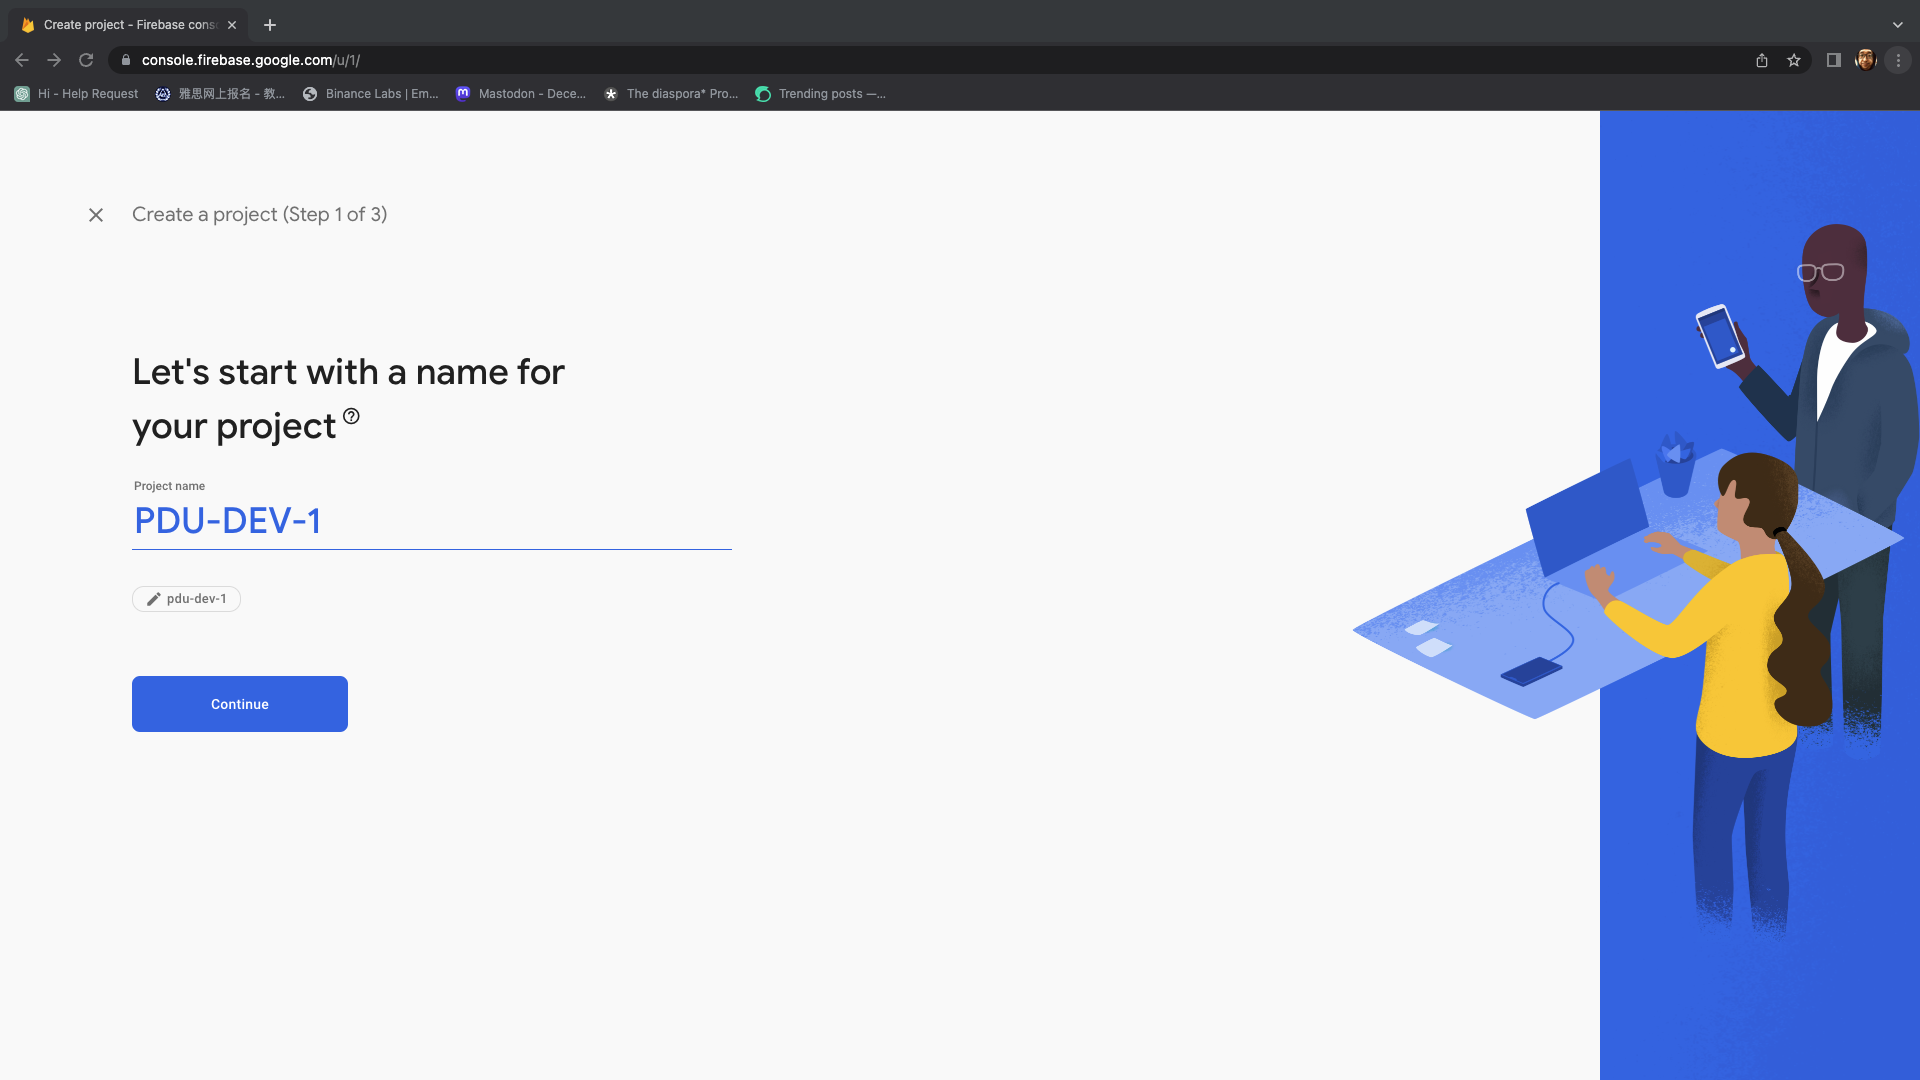 Create project - Firebase cons
console.firebase.google.com/u/1/
Hi - Help Request
雅思网上报名 - 教...
Binance Labs | Em...
Mastodon - Dece...
The diaspora* Pro...
Trending posts —...
Create a project (Step 1 of 3)
Let's start with a name for
your project
Project name
PDU-DEV-1
pdu-dev-1
Continue